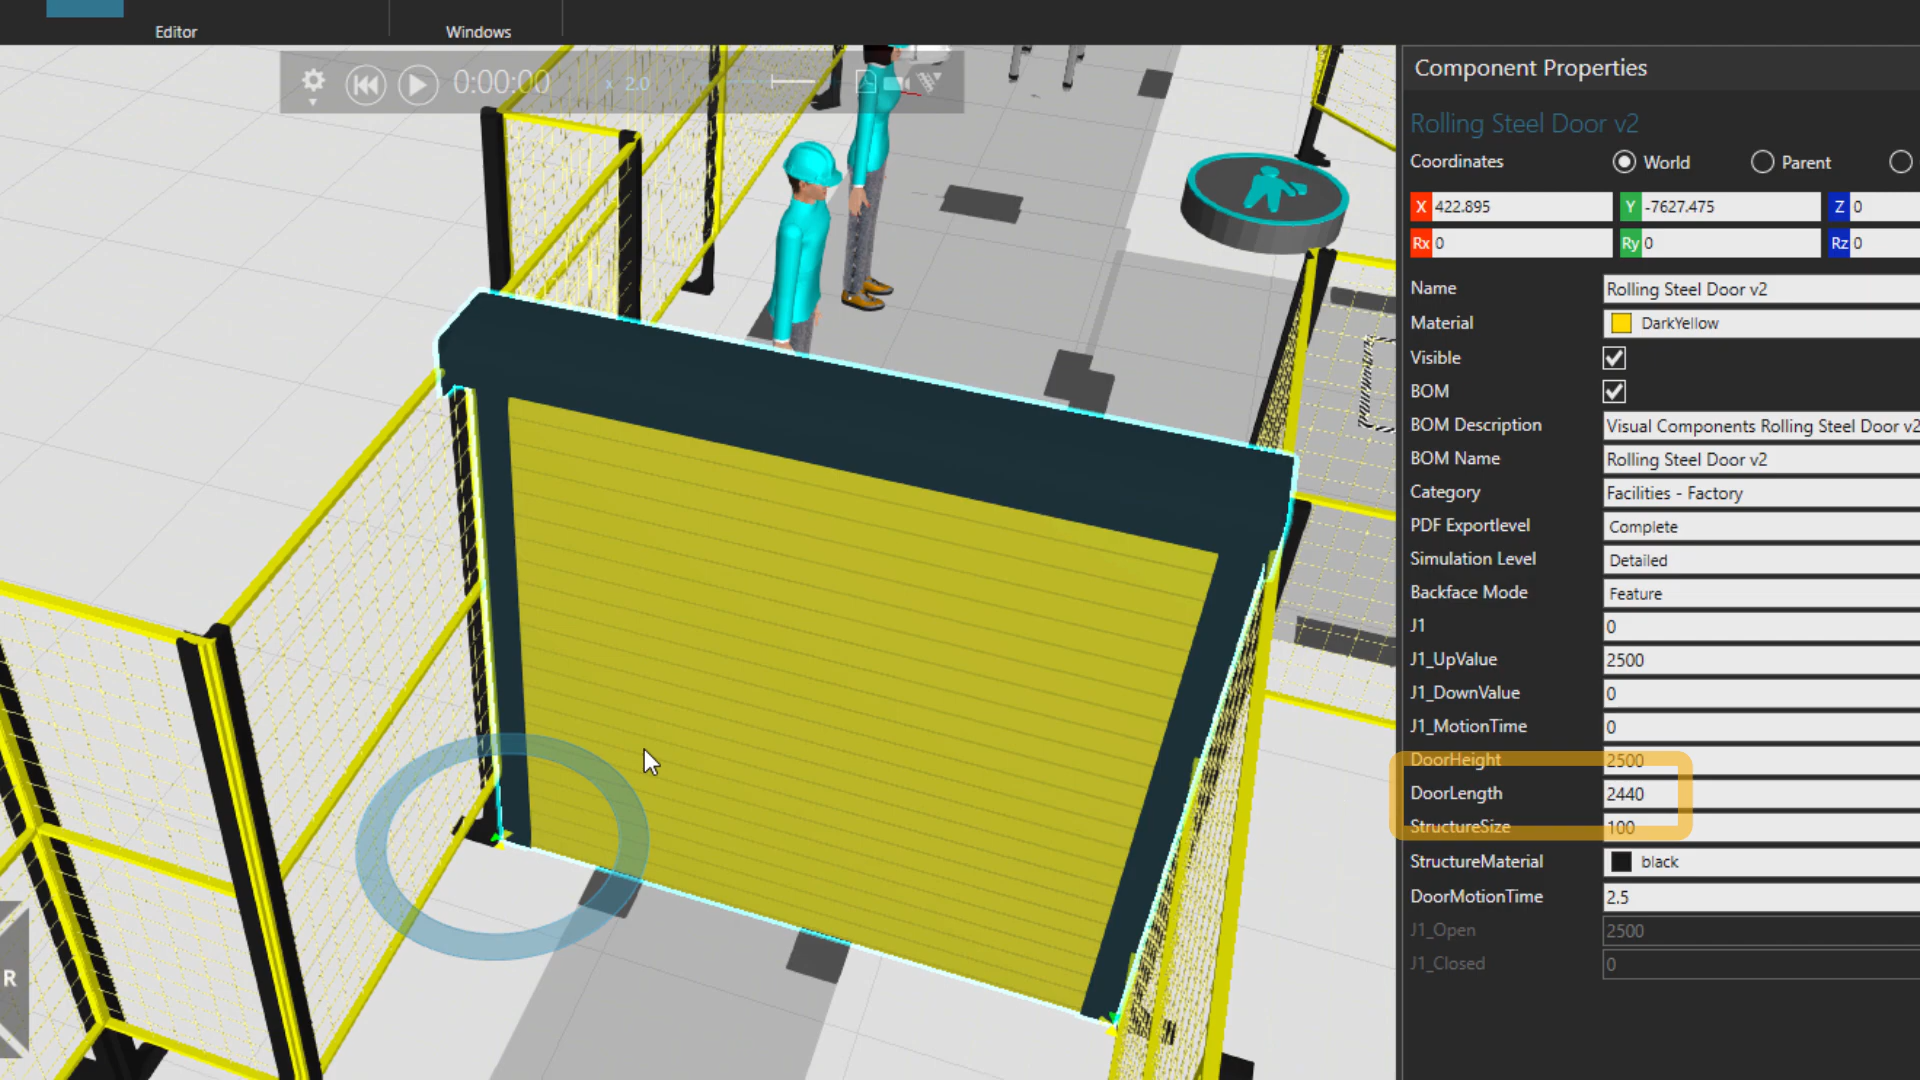 Editor
Windows
0:00:00
x 2.0
Component Properties
Rolling Steel Door v2
Coordinates World Parent
X 422.895 Y -7627.475 Z 0
Rx 0 Ry 0 Rz 0
Name Rolling Steel Door v2
Material DarkYellow
Visible
BOM
BOM Description Visual Components Rolling Steel Door v2
BOM Name Rolling Steel Door v2
Category Facilities - Factory
PDF Exportlevel Complete
Simulation Level Detailed
Backface Mode Feature
J1 0
J1_UpValue 2500
J1_DownValue 0
J1_MotionTime 0
DoorHeight 2500
DoorLength 2440
StructureSize 100
StructureMaterial black
DoorMotionTime 2.5
J1_Open 2500
J1_Closed 0
R